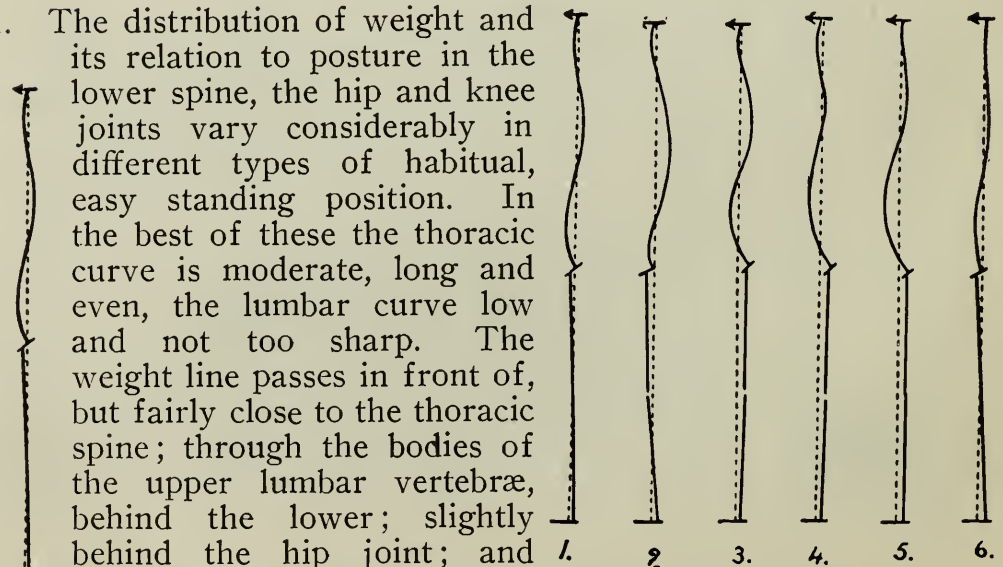 . The distribution of weight and
its relation to posture in the
lower spine, the hip and knee
joints vary considerably in
different types of habitual,
easy standing position. In
the best of these the thoracic
curve is moderate, long and
even, the lumbar curve low
and not too sharp. The
weight line passes in front of,
but fairly close to the thoracic
spine; through the bodies of
the upper lumbar vertebræ,
behind the lower; slightly
behind the hip joint; and
1. 2 3. 4. 5. 6.